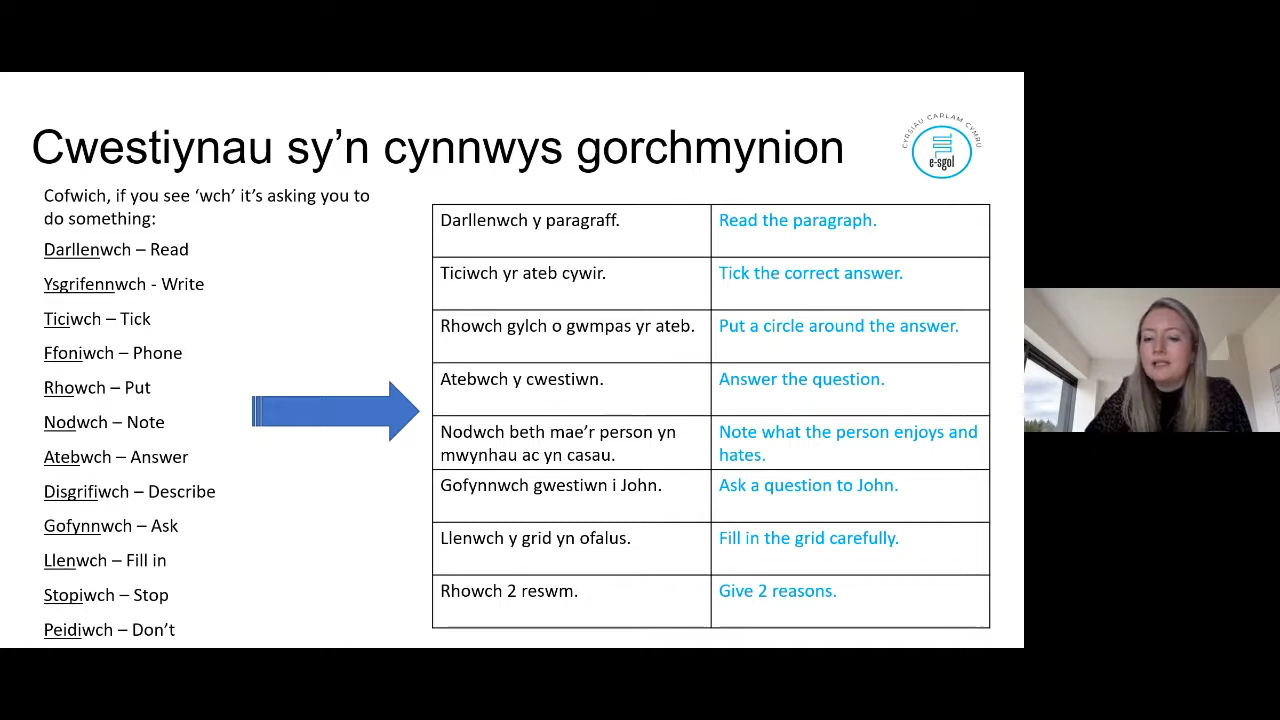 Cwestiynau sy'n cynnwys gorchmynion
CYRSIAU CARLAM CYMRU
e-sgol
Cofwich, if you see ‘wch’ it’s asking you to
do something:
Darllenwch – Read
Ysgrifennwch - Write
Ticiwch – Tick
Ffoniwch – Phone
Rhowch – Put
Nodwch – Note
Atebwch – Answer
Disgrifiwch – Describe
Gofynnwch – Ask
Llenwch – Fill in
Stopiwch – Stop
Peidiwch – Don’t
Darllenwch y paragraff.
Read the paragraph.
Ticiwch yr ateb cywir.
Tick the correct answer.
Rhowch gylch o gwmpas yr ateb.
Put a circle around the answer.
Atebwch y cwestiwn.
Answer the question.
Nodwch beth mae’r person yn
mwynhau ac yn casau.
Note what the person enjoys and
hates.
Gofynnwch gwestiwn i John.
Ask a question to John.
Llenwch y grid yn ofalus.
Fill in the grid carefully.
Rhowch 2 reswm.
Give 2 reasons.